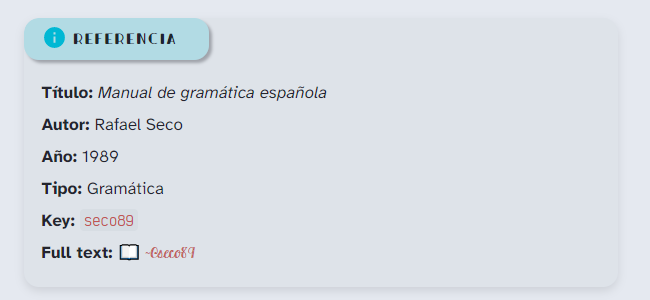 REFERENCIA
Título: Manual de gramática española
Autor: Rafael Seco
Año: 1989
Tipo: Gramática
Key: seco89
Full text: 📖 ~@seco89